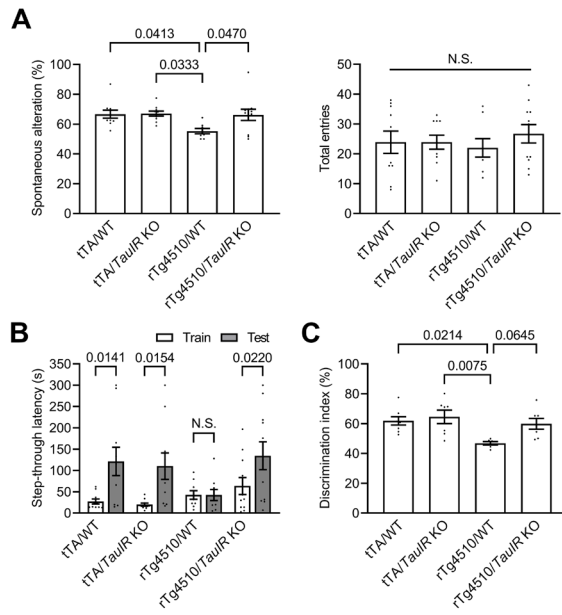 A
0.0413 0.0470
0.0333
Spontaneous alteration (%)
100
80
60
40
20
0
tTA/WT
tTA/TauIR KO
rTg4510/WT
rTg4510/TauIR KO
N.S.
Total entries
50
40
30
20
10
0
tTA/WT
tTA/TauIR KO
rTg4510/WT
rTg4510/TauIR KO
B
Train Test
0.0141 0.0154 0.0220
N.S.
Step-through latency (s)
350
300
250
200
150
100
50
0
tTA/WT
tTA/TauIR KO
rTg4510/WT
rTg4510/TauIR KO
C
0.0214 0.0645
0.0075
Discrimination index (%)
100
80
60
40
20
0
tTA/WT
tTA/TauIR KO
rTg4510/WT
rTg4510/TauIR KO